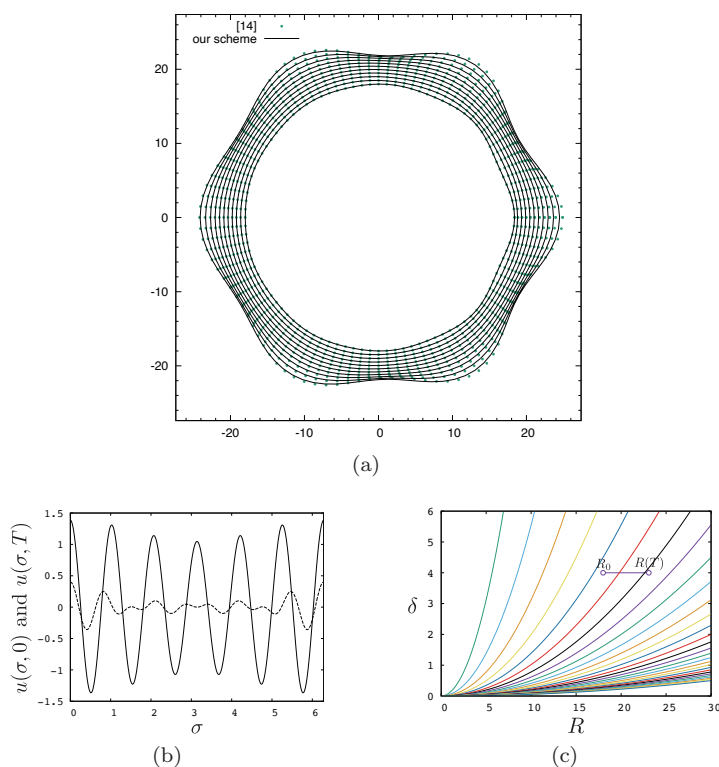 [14]
our scheme
20
10
0
-10
-20
-20 -10 0 10 20
(a)
u(σ, 0) and u(σ, T)
1.5
1
0.5
0
-0.5
-1
-1.5
0 1 2 3 4 5 6
σ
(b)
δ
6
5
4
3
2
1
0
R₀ R(T)
0 5 10 15 20 25 30
R
(c)